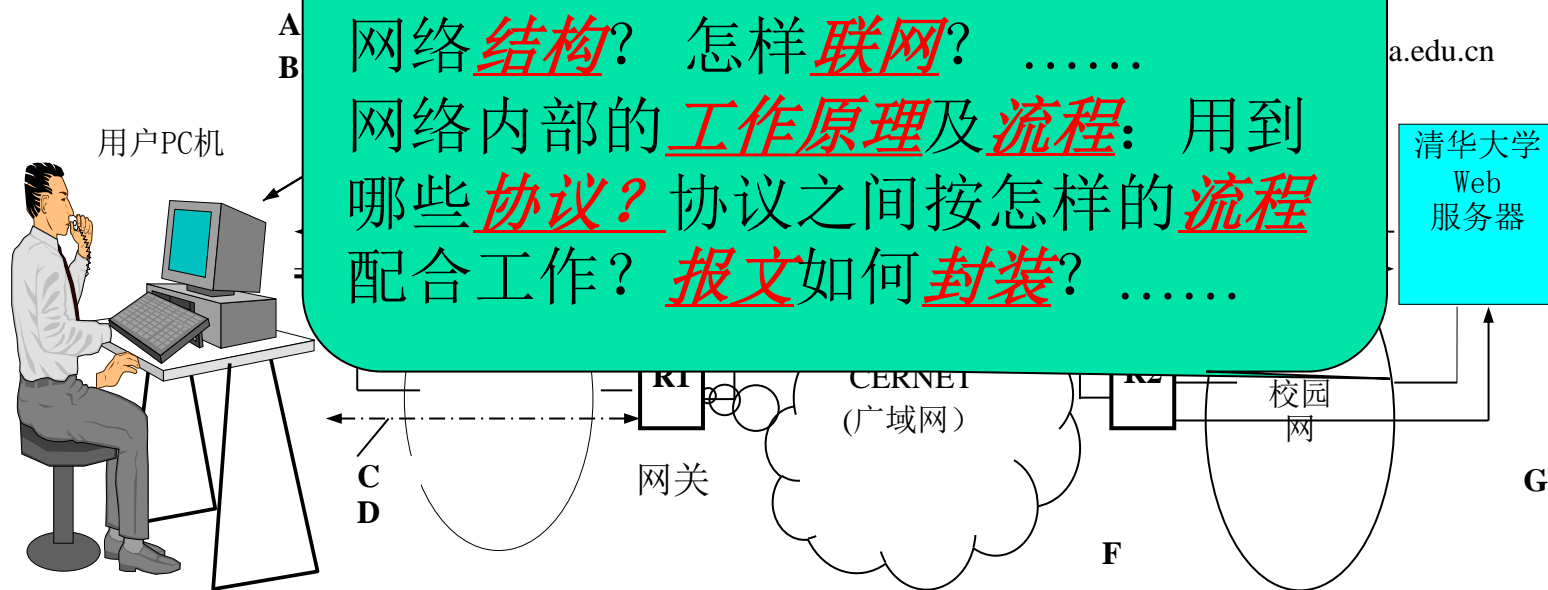 A
B
网络结构？ 怎样联网？ ......
a.edu.cn
网络内部的工作原理及流程：用到
哪些协议？协议之间按怎样的流程
配合工作？报文如何封装？......
用户PC机
清华大学
Web
服务器
R1
CERNET
(广域网）
R2
校园
网
C
D
网关
F
G